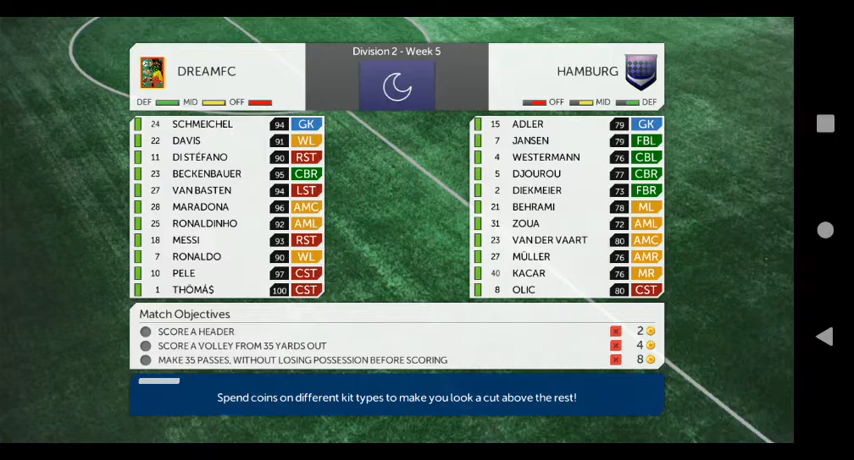 Division 2 - Week 5
DREAMFC
HAMBURG
DEF MID OFF
OFF MID DEF
24 SCHMEICHEL 94 GK
22 DAVIS 91 WL
11 DI STÉFANO 90 RST
23 BECKENBAUER 95 CBR
27 VAN BASTEN 94 LST
28 MARADONA 96 AMC
25 RONALDINHO 92 AML
18 MESSI 93 RST
7 RONALDO 90 WL
10 PELE 97 CST
1 THÖMÁ$ 100 CST
15 ADLER 79 GK
7 JANSEN 79 FBL
4 WESTERMANN 76 CBL
5 DJOUROU 77 CBR
2 DIEKMEIER 73 FBR
21 BEHRAMI 78 ML
31 ZOUA 72 AML
23 VAN DER VAART 80 AMC
27 MÜLLER 76 AMR
40 KACAR 76 MR
8 OLIC 80 CST
Match Objectives
SCORE A HEADER 2
SCORE A VOLLEY FROM 35 YARDS OUT 4
MAKE 35 PASSES, WITHOUT LOSING POSSESSION BEFORE SCORING 8
Spend coins on different kit types to make you look a cut above the rest!